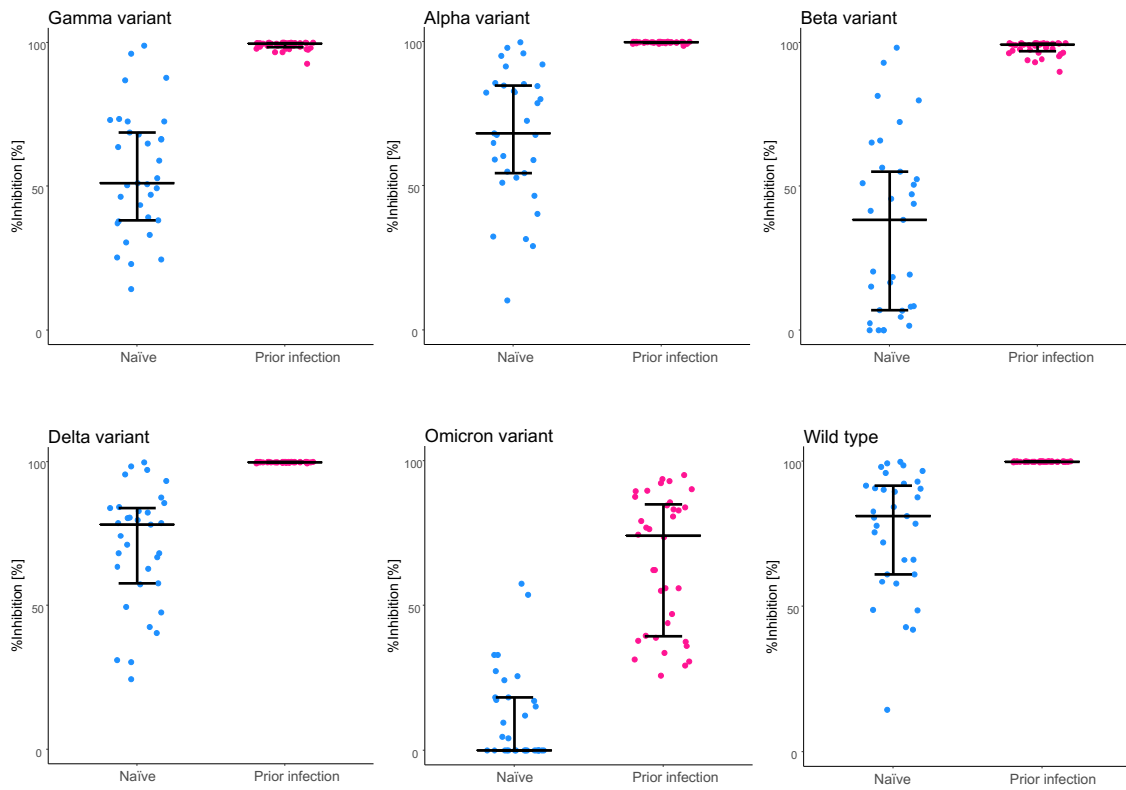 Gamma variant
100
50
0
%Inhibition [%]
Naïve Prior infection
Alpha variant
100
50
0
%Inhibition [%]
Naïve Prior infection
Beta variant
100
50
0
%Inhibition [%]
Naïve Prior infection
Delta variant
100
50
0
%Inhibition [%]
Naïve Prior infection
Omicron variant
100
50
0
%Inhibition [%]
Naïve Prior infection
Wild type
100
50
0
%Inhibition [%]
Naïve Prior infection